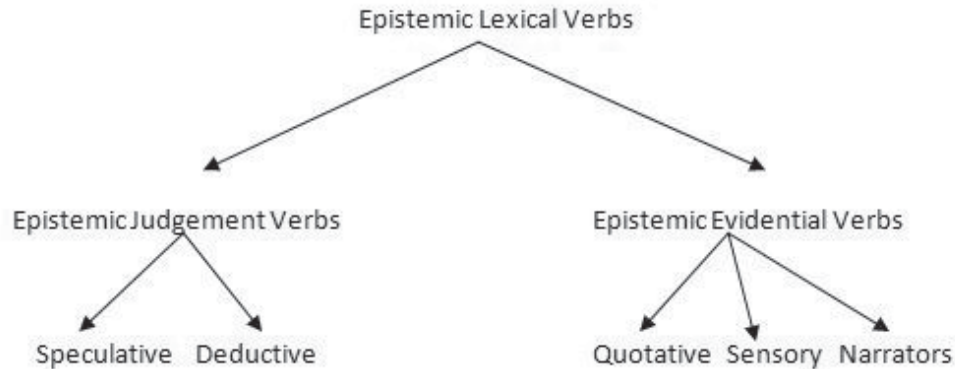 Epistemic Lexical Verbs
Epistemic Judgement Verbs
Epistemic Evidential Verbs
Speculative
Deductive
Quotative
Sensory
Narrators